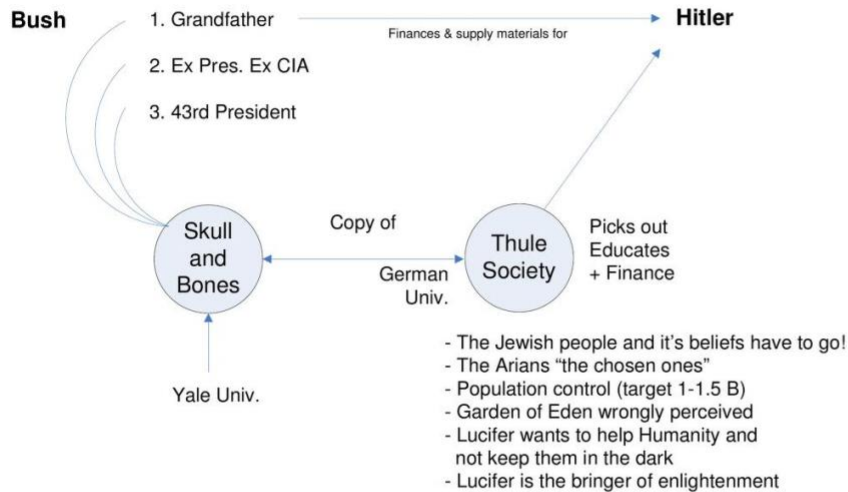 Bush
1. Grandfather
Finances & supply materials for
Hitler
2. Ex Pres. Ex CIA
3. 43rd President
Skull
and
Bones
Copy of
German
Univ.
Thule
Society
Picks out
Educates
+ Finance
Yale Univ.
- The Jewish people and it's beliefs have to go!
- The Arians “the chosen ones”
- Population control (target 1-1.5 B)
- Garden of Eden wrongly perceived
- Lucifer wants to help Humanity and
not keep them in the dark
- Lucifer is the bringer of enlightenment